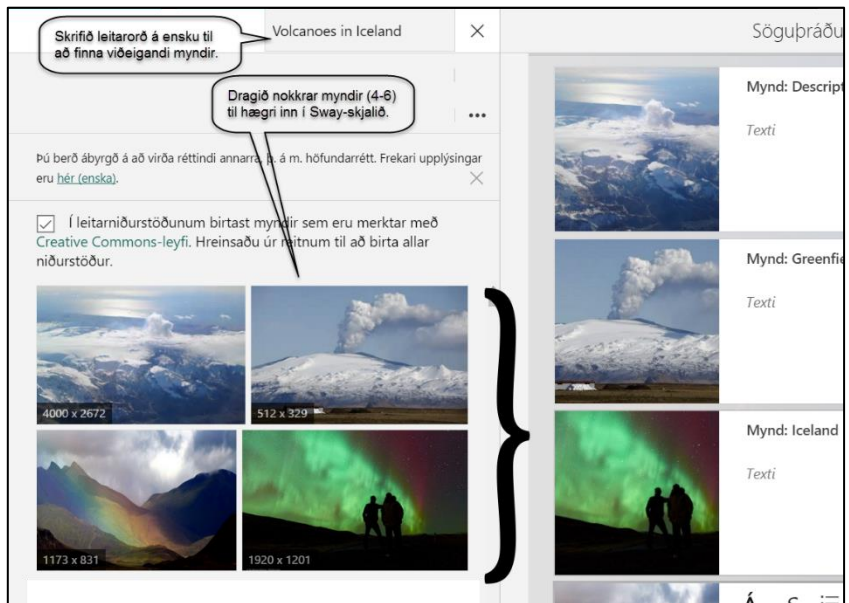 Skrifið leitarorð á ensku til
að finna viðeigandi myndir.
Volcanoes in Iceland
Dragið nokkrar myndir (4-6)
til hægri inn í Sway-skjalið.
Þú berð ábyrgð á að virða réttindi annarra, þ. á m. höfundarrétt. Frekari upplýsingar
eru hér (enska).
Í leitarniðurstöðunum birtast myndir sem eru merktar með
Creative Commons-leyfi. Hreinsaðu úr reitnum til að birta allar
niðurstöður.
4000 x 2672
512 x 329
1173 x 831
1920 x 1201
Söguþráðu
Mynd: Descript
Texti
Mynd: Greenfie
Texti
Mynd: Iceland
Texti